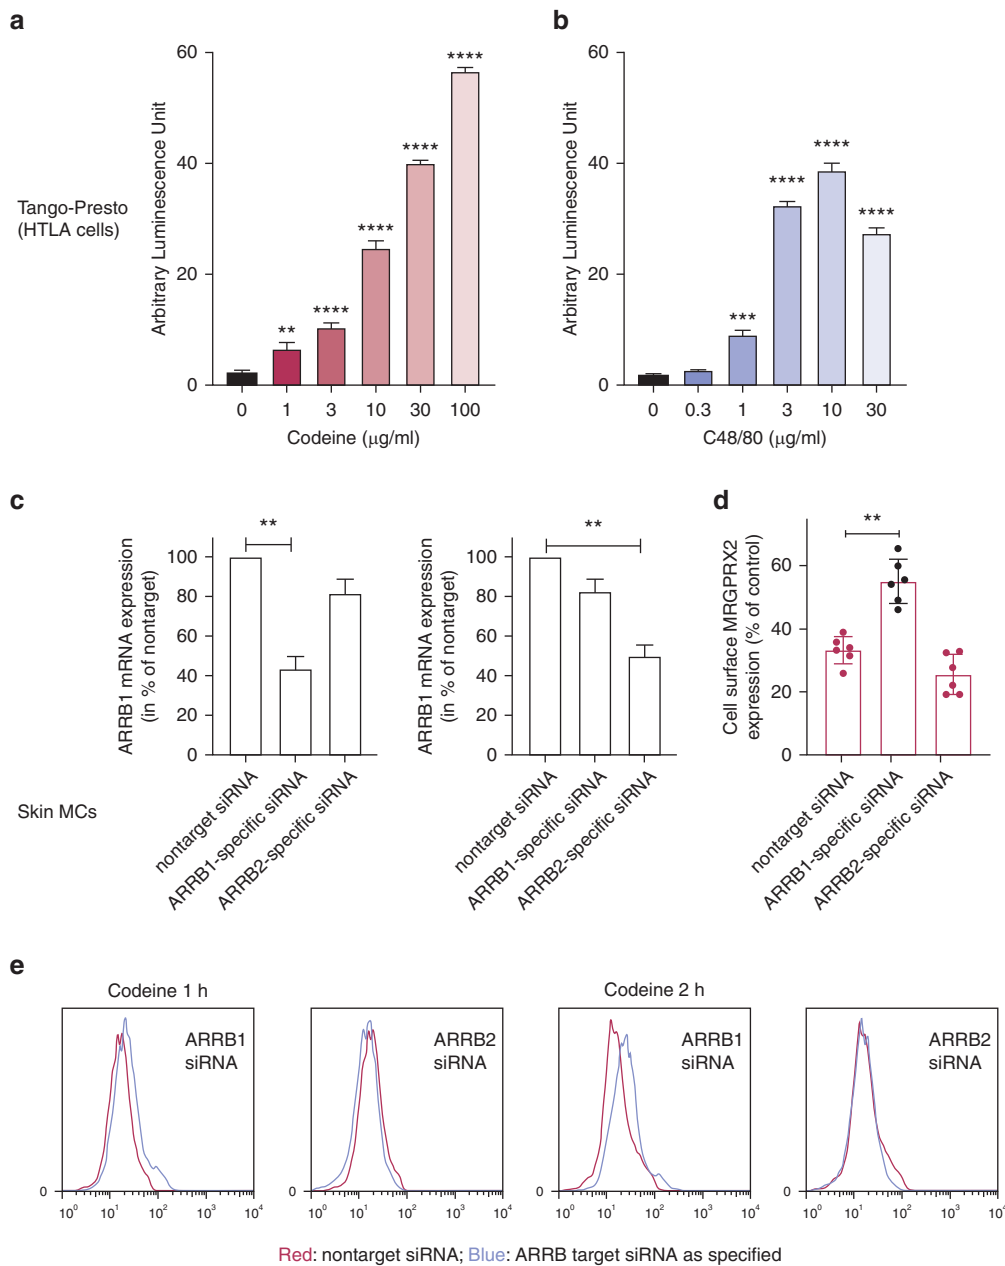 a
60
40
20
0
Arbitrary Luminescence Unit
**
****
****
****
****
0 1 3 10 30 100
Codeine (μg/ml)
b
60
40
20
0
Arbitrary Luminescence Unit
***
****
****
****
0 0.3 1 3 10 30
C48/80 (μg/ml)
Tango-Presto
(HTLA cells)
c
**
100
80
60
40
20
0
ARRB1 mRNA expression
(in % of nontarget)
nontarget siRNA
ARRB1-specific siRNA
ARRB2-specific siRNA
**
100
80
60
40
20
0
ARRB1 mRNA expression
(in % of nontarget)
nontarget siRNA
ARRB1-specific siRNA
ARRB2-specific siRNA
d
**
60
40
20
0
Cell surface MRGPRX2
expression (% of control)
nontarget siRNA
ARRB1-specific siRNA
ARRB2-specific siRNA
Skin MCs
e
Codeine 1 h
ARRB1
siRNA
0
10⁰ 10¹ 10² 10³ 10⁴
ARRB2
siRNA
0
10⁰ 10¹ 10² 10³ 10⁴
Codeine 2 h
ARRB1
siRNA
0
10⁰ 10¹ 10² 10³ 10⁴
ARRB2
siRNA
0
10⁰ 10¹ 10² 10³ 10⁴
Red: nontarget siRNA; Blue: ARRB target siRNA as specified